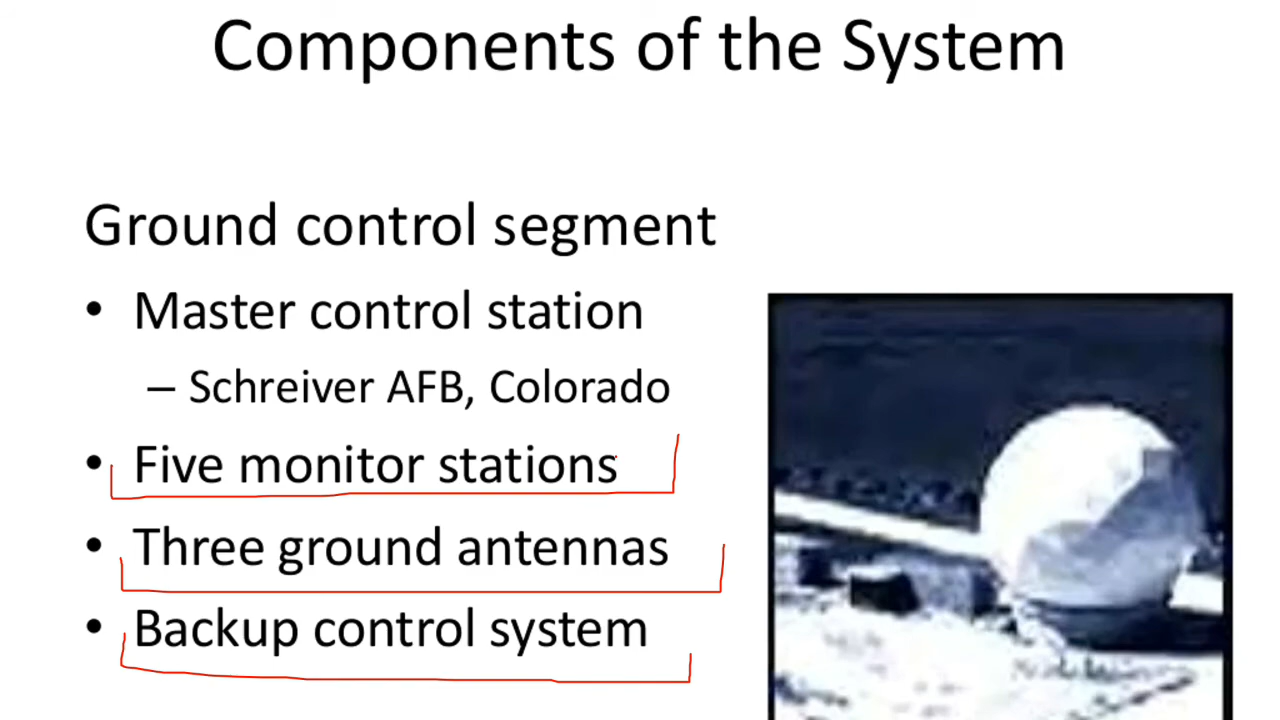 Components of the System
Ground control segment
• Master control station
– Schreiver AFB, Colorado
• Five monitor stations
• Three ground antennas
• Backup control system